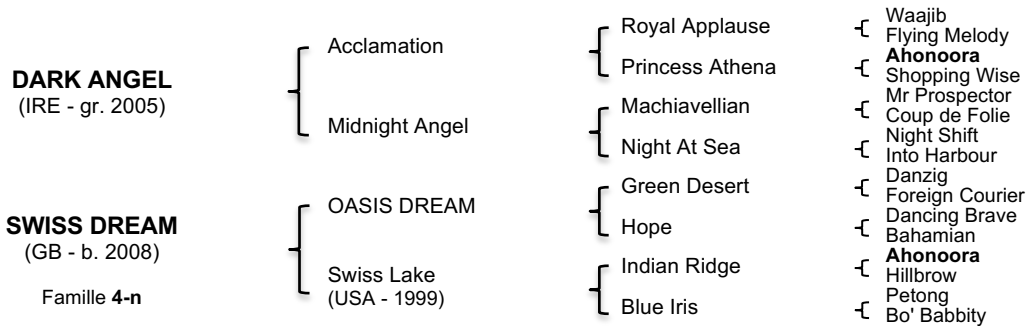 DARK ANGEL
(IRE - gr. 2005)
Acclamation
Midnight Angel
Royal Applause
Princess Athena
Machiavellian
Night At Sea
Waajib
Flying Melody
Ahonoora
Shopping Wise
Mr Prospector
Coup de Folie
Night Shift
Into Harbour
SWISS DREAM
(GB - b. 2008)
Famille 4-n
OASIS DREAM
Swiss Lake
(USA - 1999)
Green Desert
Hope
Indian Ridge
Blue Iris
Danzig
Foreign Courier
Dancing Brave
Bahamian
Ahonoora
Hillbrow
Petong
Bo' Babbity